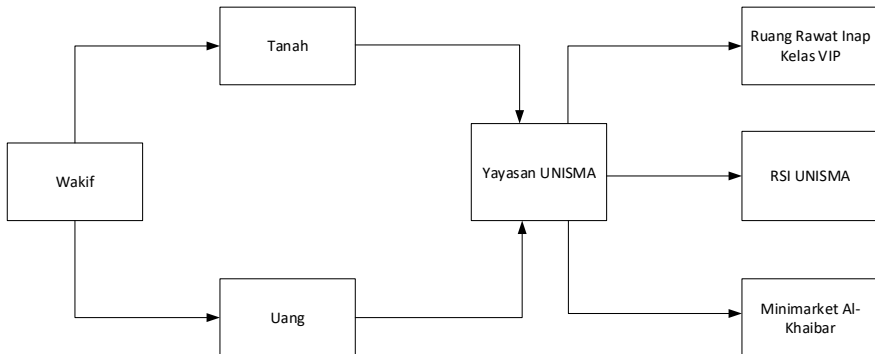 Wakif
Tanah
Uang
Yayasan UNISMA
Ruang Rawat Inap
Kelas VIP
RSI UNISMA
Minimarket Al-
Khaibar